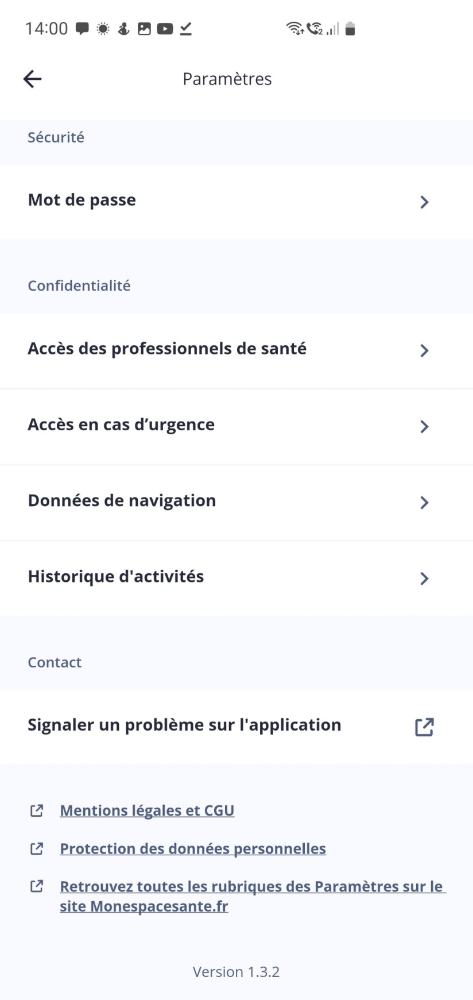 14:00
Paramètres
Sécurité
Mot de passe
Confidentialité
Accès des professionnels de santé
Accès en cas d’urgence
Données de navigation
Historique d'activités
Contact
Signaler un problème sur l'application
Mentions légales et CGU
Protection des données personnelles
Retrouvez toutes les rubriques des Paramètres sur le
site Monespacesante.fr
Version 1.3.2